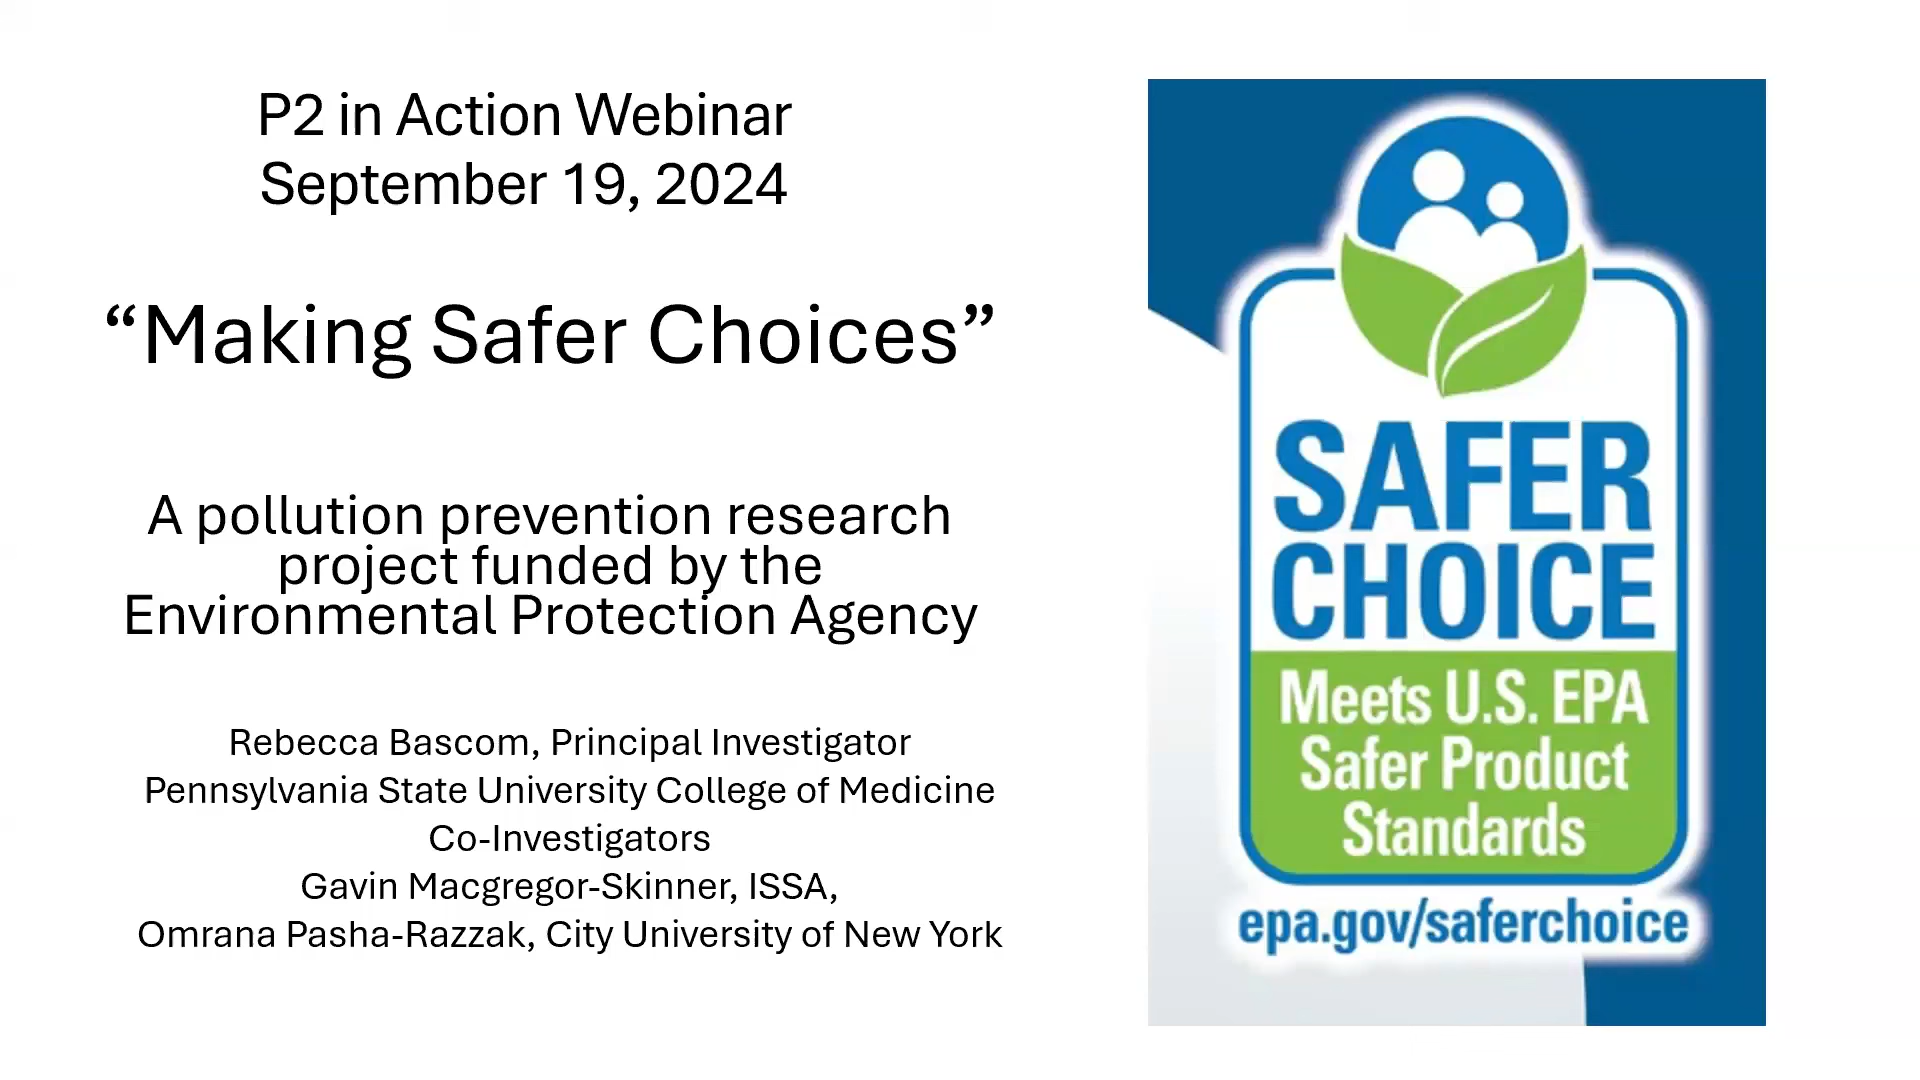 P2 in Action Webinar
September 19, 2024
“Making Safer Choices”
A pollution prevention research
project funded by the
Environmental Protection Agency
Rebecca Bascom, Principal Investigator
Pennsylvania State University College of Medicine
Co-Investigators
Gavin Macgregor-Skinner, ISSA,
Omrana Pasha-Razzak, City University of New York
SAFER
CHOICE
Meets U.S. EPA
Safer Product
Standards
epa.gov/saferchoice